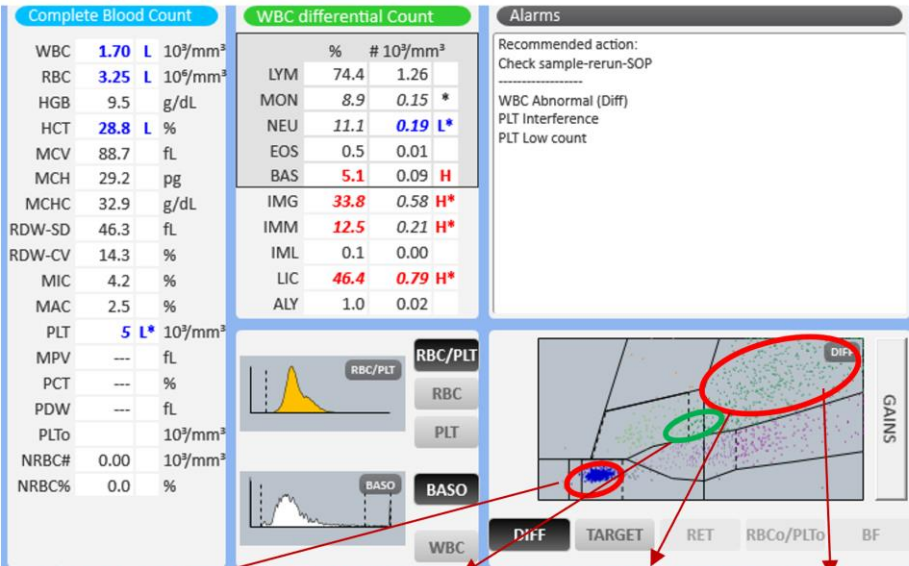 Complete Blood Count
WBC 1.70 L 10³/mm³
RBC 3.25 L 10⁶/mm³
HGB 9.5 g/dL
HCT 28.8 L %
MCV 88.7 fL
MCH 29.2 pg
MCHC 32.9 g/dL
RDW-SD 46.3 fL
RDW-CV 14.3 %
MIC 4.2 %
MAC 2.5 %
PLT 5 L* 10³/mm³
MPV --- fL
PCT --- %
PDW --- fL
PLTo 10³/mm³
NRBC# 0.00 10³/mm³
NRBC% 0.0 %
WBC differential Count
% # 10³/mm³
LYM 74.4 1.26
MON 8.9 0.15 *
NEU 11.1 0.19 L*
EOS 0.5 0.01
BAS 5.1 0.09 H
IMG 33.8 0.58 H*
IMM 12.5 0.21 H*
IML 0.1 0.00
LIC 46.4 0.79 H*
ALY 1.0 0.02
Alarms
Recommended action:
Check sample-rerun-SOP
------------------
WBC Abnormal (Diff)
PLT Interference
PLT Low count
RBC/PLT
RBC/PLT
RBC
PLT
BASO
BASO
WBC
DIFF
GAINS
DIFF TARGET RET RBCo/PLTo BF